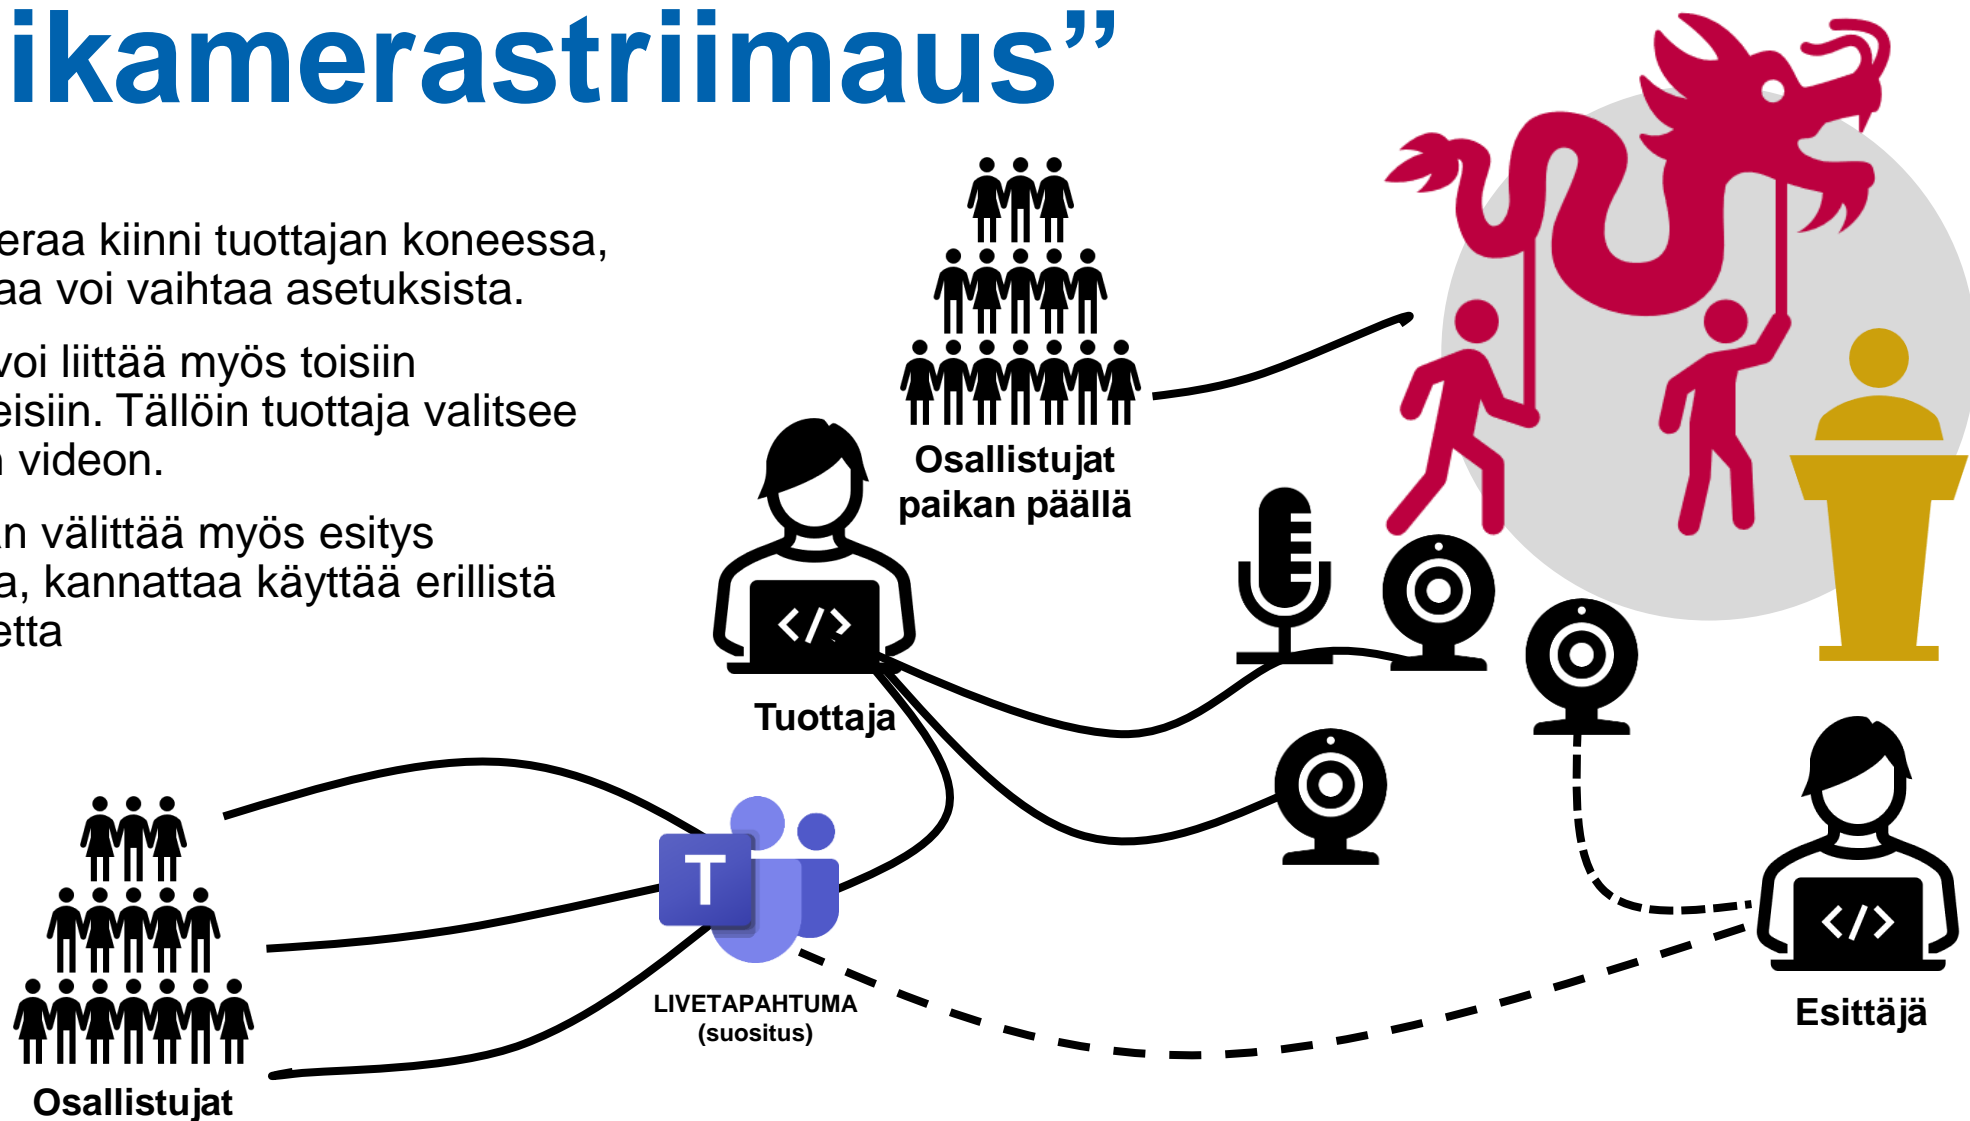 ikamerastriimaus”
eraa kiinni tuottajan koneessa,
aa voi vaihtaa asetuksista.
voi liittää myös toisiin
eisiin. Tällöin tuottaja valitsee
n videon.
än välittää myös esitys
a, kannattaa käyttää erillistä
etta
Osallistujat
paikan päällä
</>
Tuottaja
T
LIVETAPAHTUMA
(suositus)
</>
Esittäjä
Osallistujat